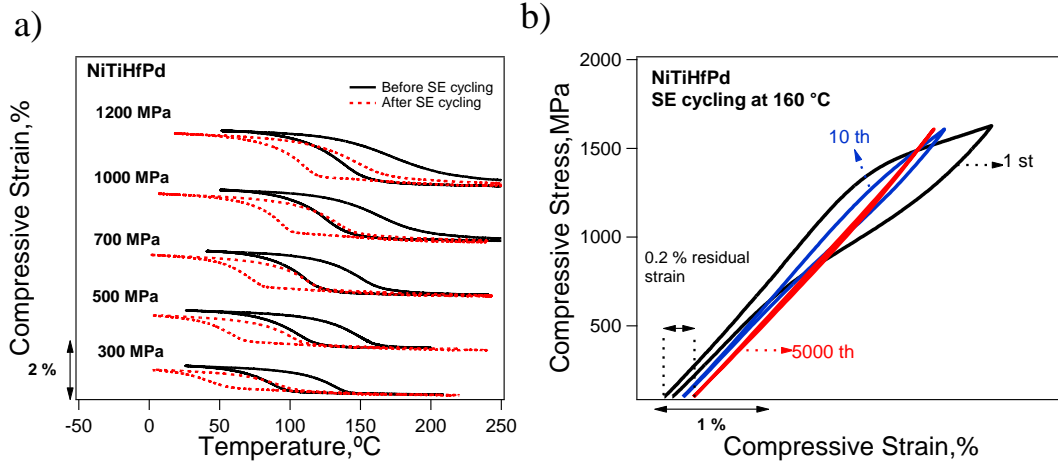 a)
NiTiHfPd
Before SE cycling
After SE cycling
1200 MPa
1000 MPa
700 MPa
500 MPa
300 MPa
2 %
Compressive Strain,%
-50
0
50
100
150
200
250
Temperature,ºC
b)
NiTiHfPd
SE cycling at 160 °C
10 th
1 st
0.2 % residual
strain
5000 th
1 %
2000
1500
1000
500
Compressive Stress,MPa
Compressive Strain,%